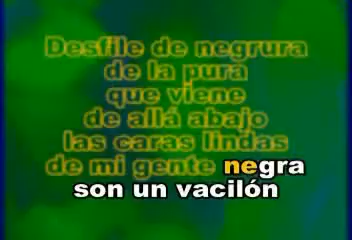 Desfile de negrura
de la pura
que viene
de allá abajo
las caras lindas
de mi gente negra
son un vacilón